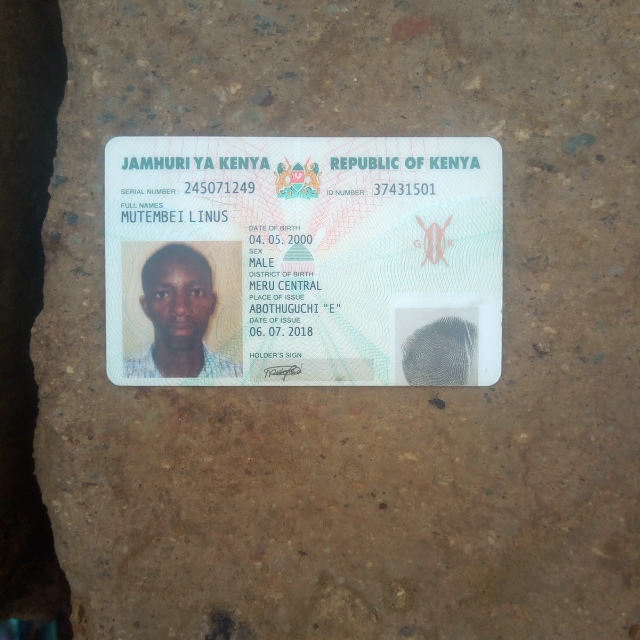 JAMHURI YA KENYA REPUBLIC OF KENYA
SERIAL NUMBER: 245071249 ID NUMBER: 37431501
FULL NAMES
MUTEMBEI LINUS
DATE OF BIRTH
04. 05. 2000
SEX
MALE
G K
DISTRICT OF BIRTH
MERU CENTRAL
PLACE OF ISSUE
ABOTHUGUCHI "E"
DATE OF ISSUE
06. 07. 2018
HOLDER'S SIGN